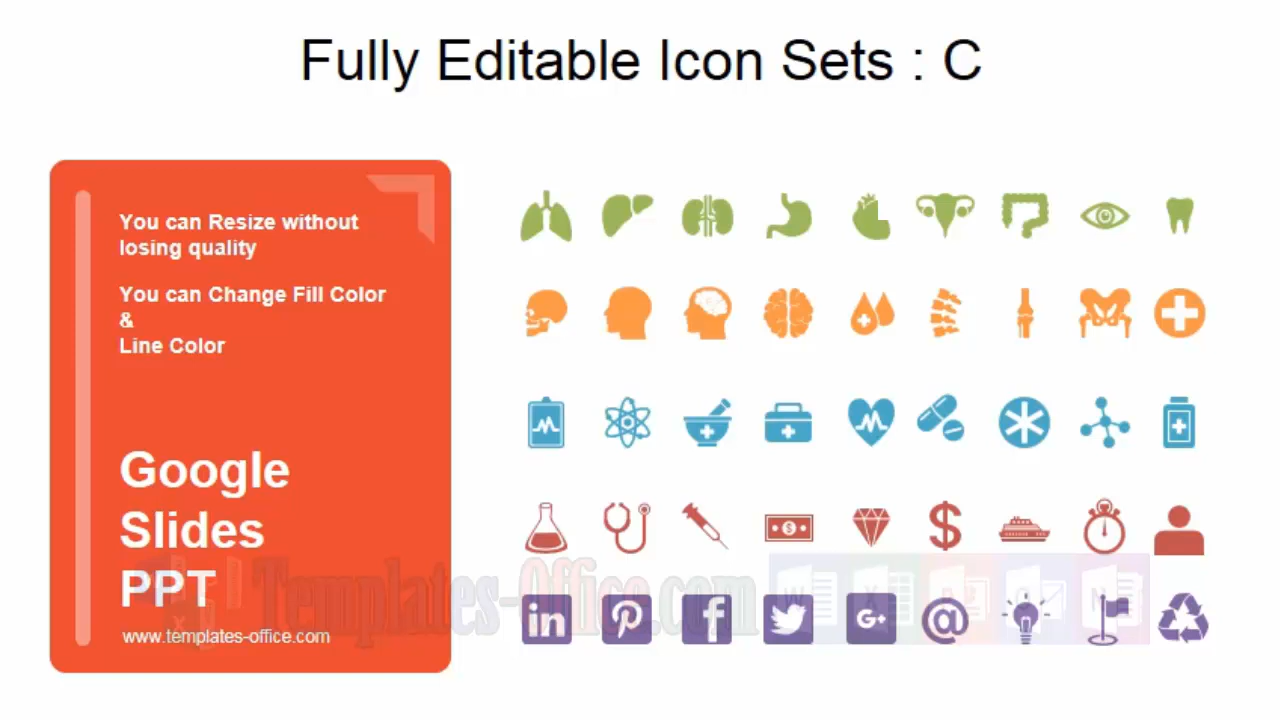 Fully Editable Icon Sets : C
You can Resize without
losing quality
You can Change Fill Color
&
Line Color
Google
Slides
PPT
www.templates-office.com
Templates-Office.com